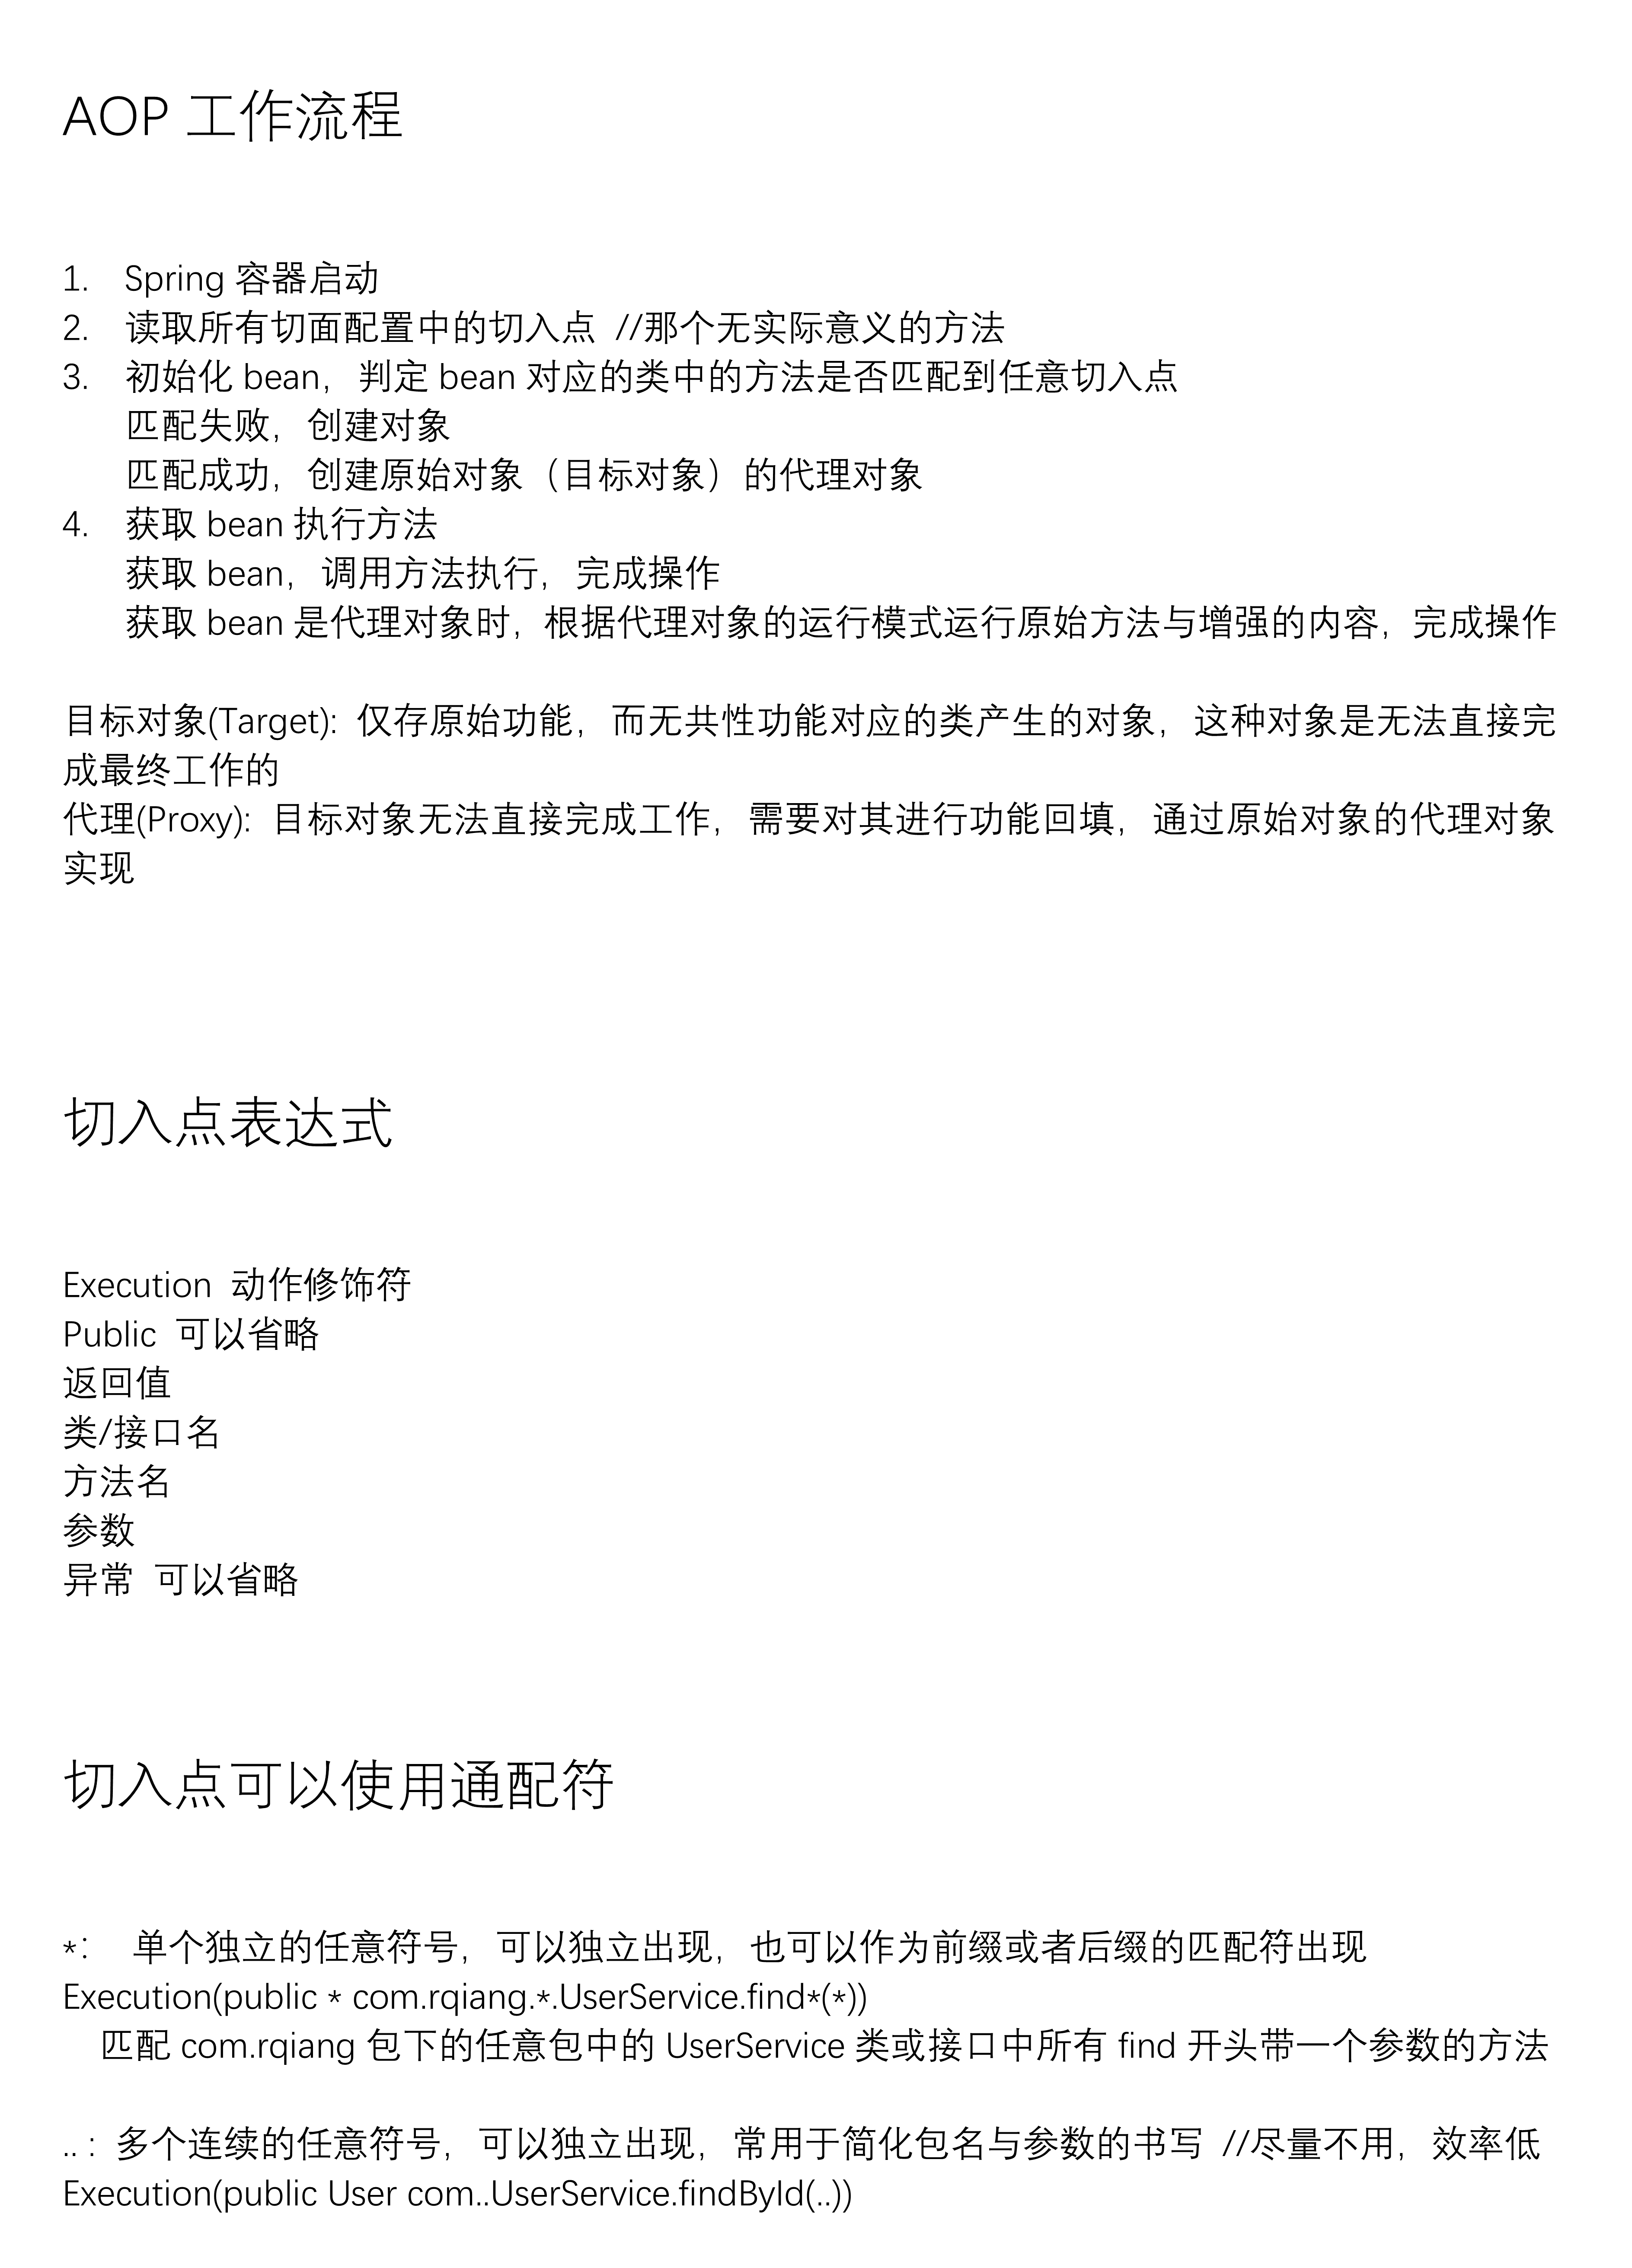 AOP 工作流程
1. Spring 容器启动
2. 读取所有切面配置中的切入点 //那个无实际意义的方法
3. 初始化 bean，判定 bean 对应的类中的方法是否匹配到任意切入点
匹配失败，创建对象
匹配成功，创建原始对象（目标对象）的代理对象
4. 获取 bean 执行方法
获取 bean，调用方法执行，完成操作
获取 bean 是代理对象时，根据代理对象的运行模式运行原始方法与增强的内容，完成操作
目标对象(Target)：仅存原始功能，而无共性功能对应的类产生的对象，这种对象是无法直接完
成最终工作的
代理(Proxy)：目标对象无法直接完成工作，需要对其进行功能回填，通过原始对象的代理对象
实现
切入点表达式
Execution 动作修饰符
Public 可以省略
返回值
类/接口名
方法名
参数
异常 可以省略
切入点可以使用通配符
*： 单个独立的任意符号，可以独立出现，也可以作为前缀或者后缀的匹配符出现
Execution(public * com.rqiang.*.UserService.find*(*))
匹配 com.rqiang 包下的任意包中的 UserService 类或接口中所有 find 开头带一个参数的方法
..：多个连续的任意符号，可以独立出现，常用于简化包名与参数的书写 //尽量不用，效率低
Execution(public User com..UserService.findById(..))